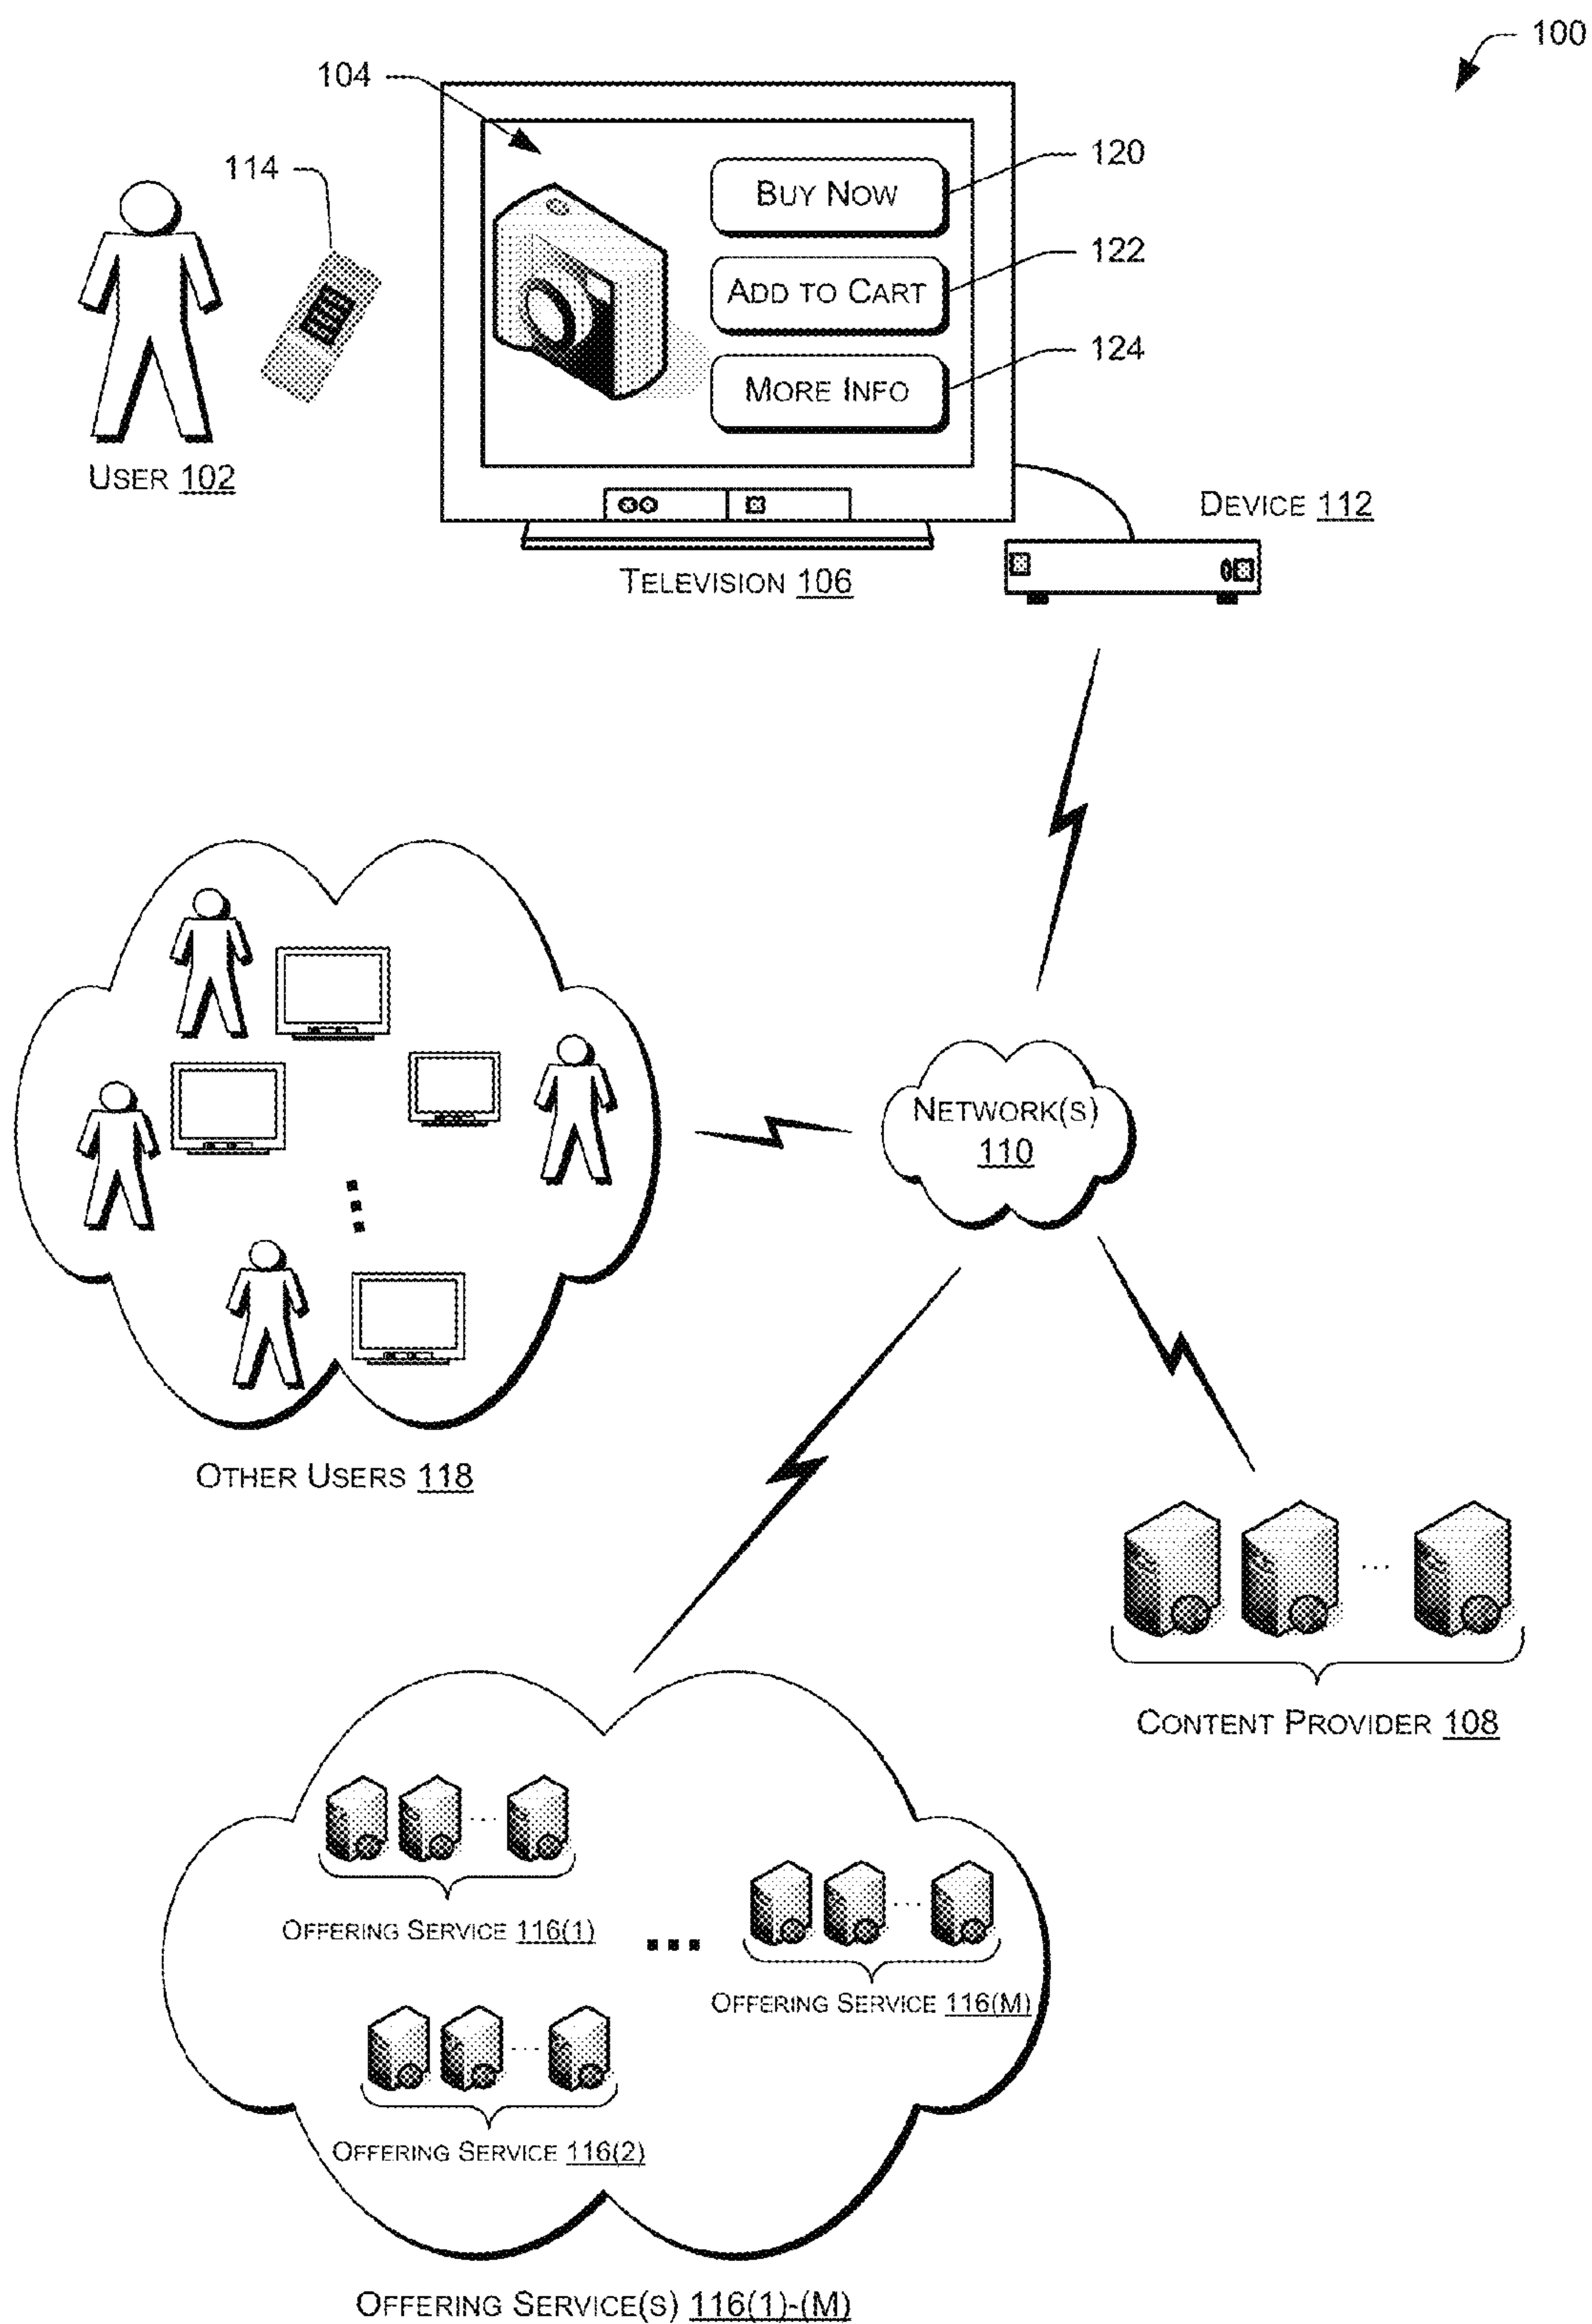 100
104
120
BUY NOW
114
122
ADD TO CART
124
MORE INFO
USER 102
DEVICE 112
TELEVISION 106
NETWORK(S)
110
OTHER USERS 118
CONTENT PROVIDER 108
OFFERING SERVICE 116(1)
OFFERING SERVICE 116(M)
OFFERING SERVICE 116(2)
OFFERING SERVICE(S) 116(1)-(M)